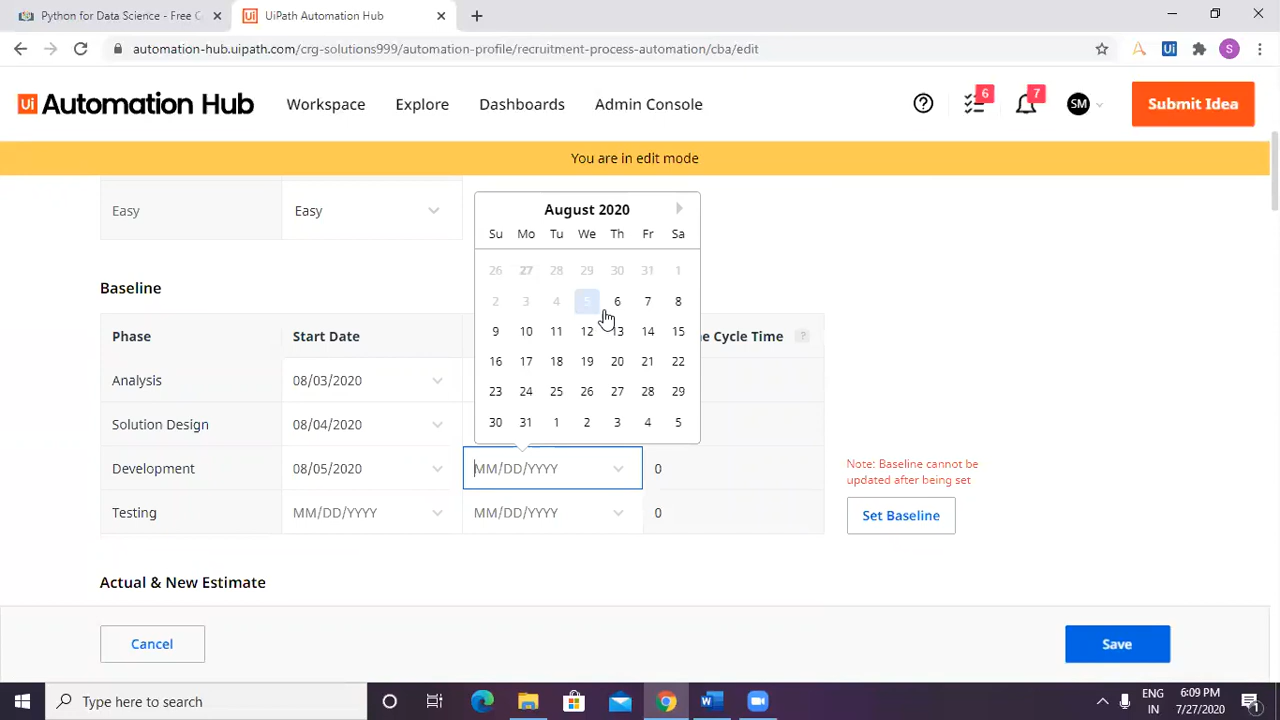 Python for Data Science - Free C
UiPath Automation Hub
automation-hub.uipath.com/crg-solutions999/automation-profile/recruitment-process-automation/cba/edit
Ui
S
Ui Automation Hub
Workspace
Explore
Dashboards
Admin Console
6
7
SM
Submit Idea
You are in edit mode
Easy
Easy
August 2020
Su Mo Tu We Th Fr Sa
26 27 28 29 30 31 1
2 3 4 5 6 7 8
9 10 11 12 13 14 15
16 17 18 19 20 21 22
23 24 25 26 27 28 29
30 31 1 2 3 4 5
Baseline
Phase Start Date Cycle Time ?
Analysis 08/03/2020
Solution Design 08/04/2020
Development 08/05/2020 MM/DD/YYYY 0
Testing MM/DD/YYYY MM/DD/YYYY 0
Note: Baseline cannot be
updated after being set
Set Baseline
Actual & New Estimate
Cancel
Save
Type here to search
ENG
IN
6:09 PM
7/27/2020
1